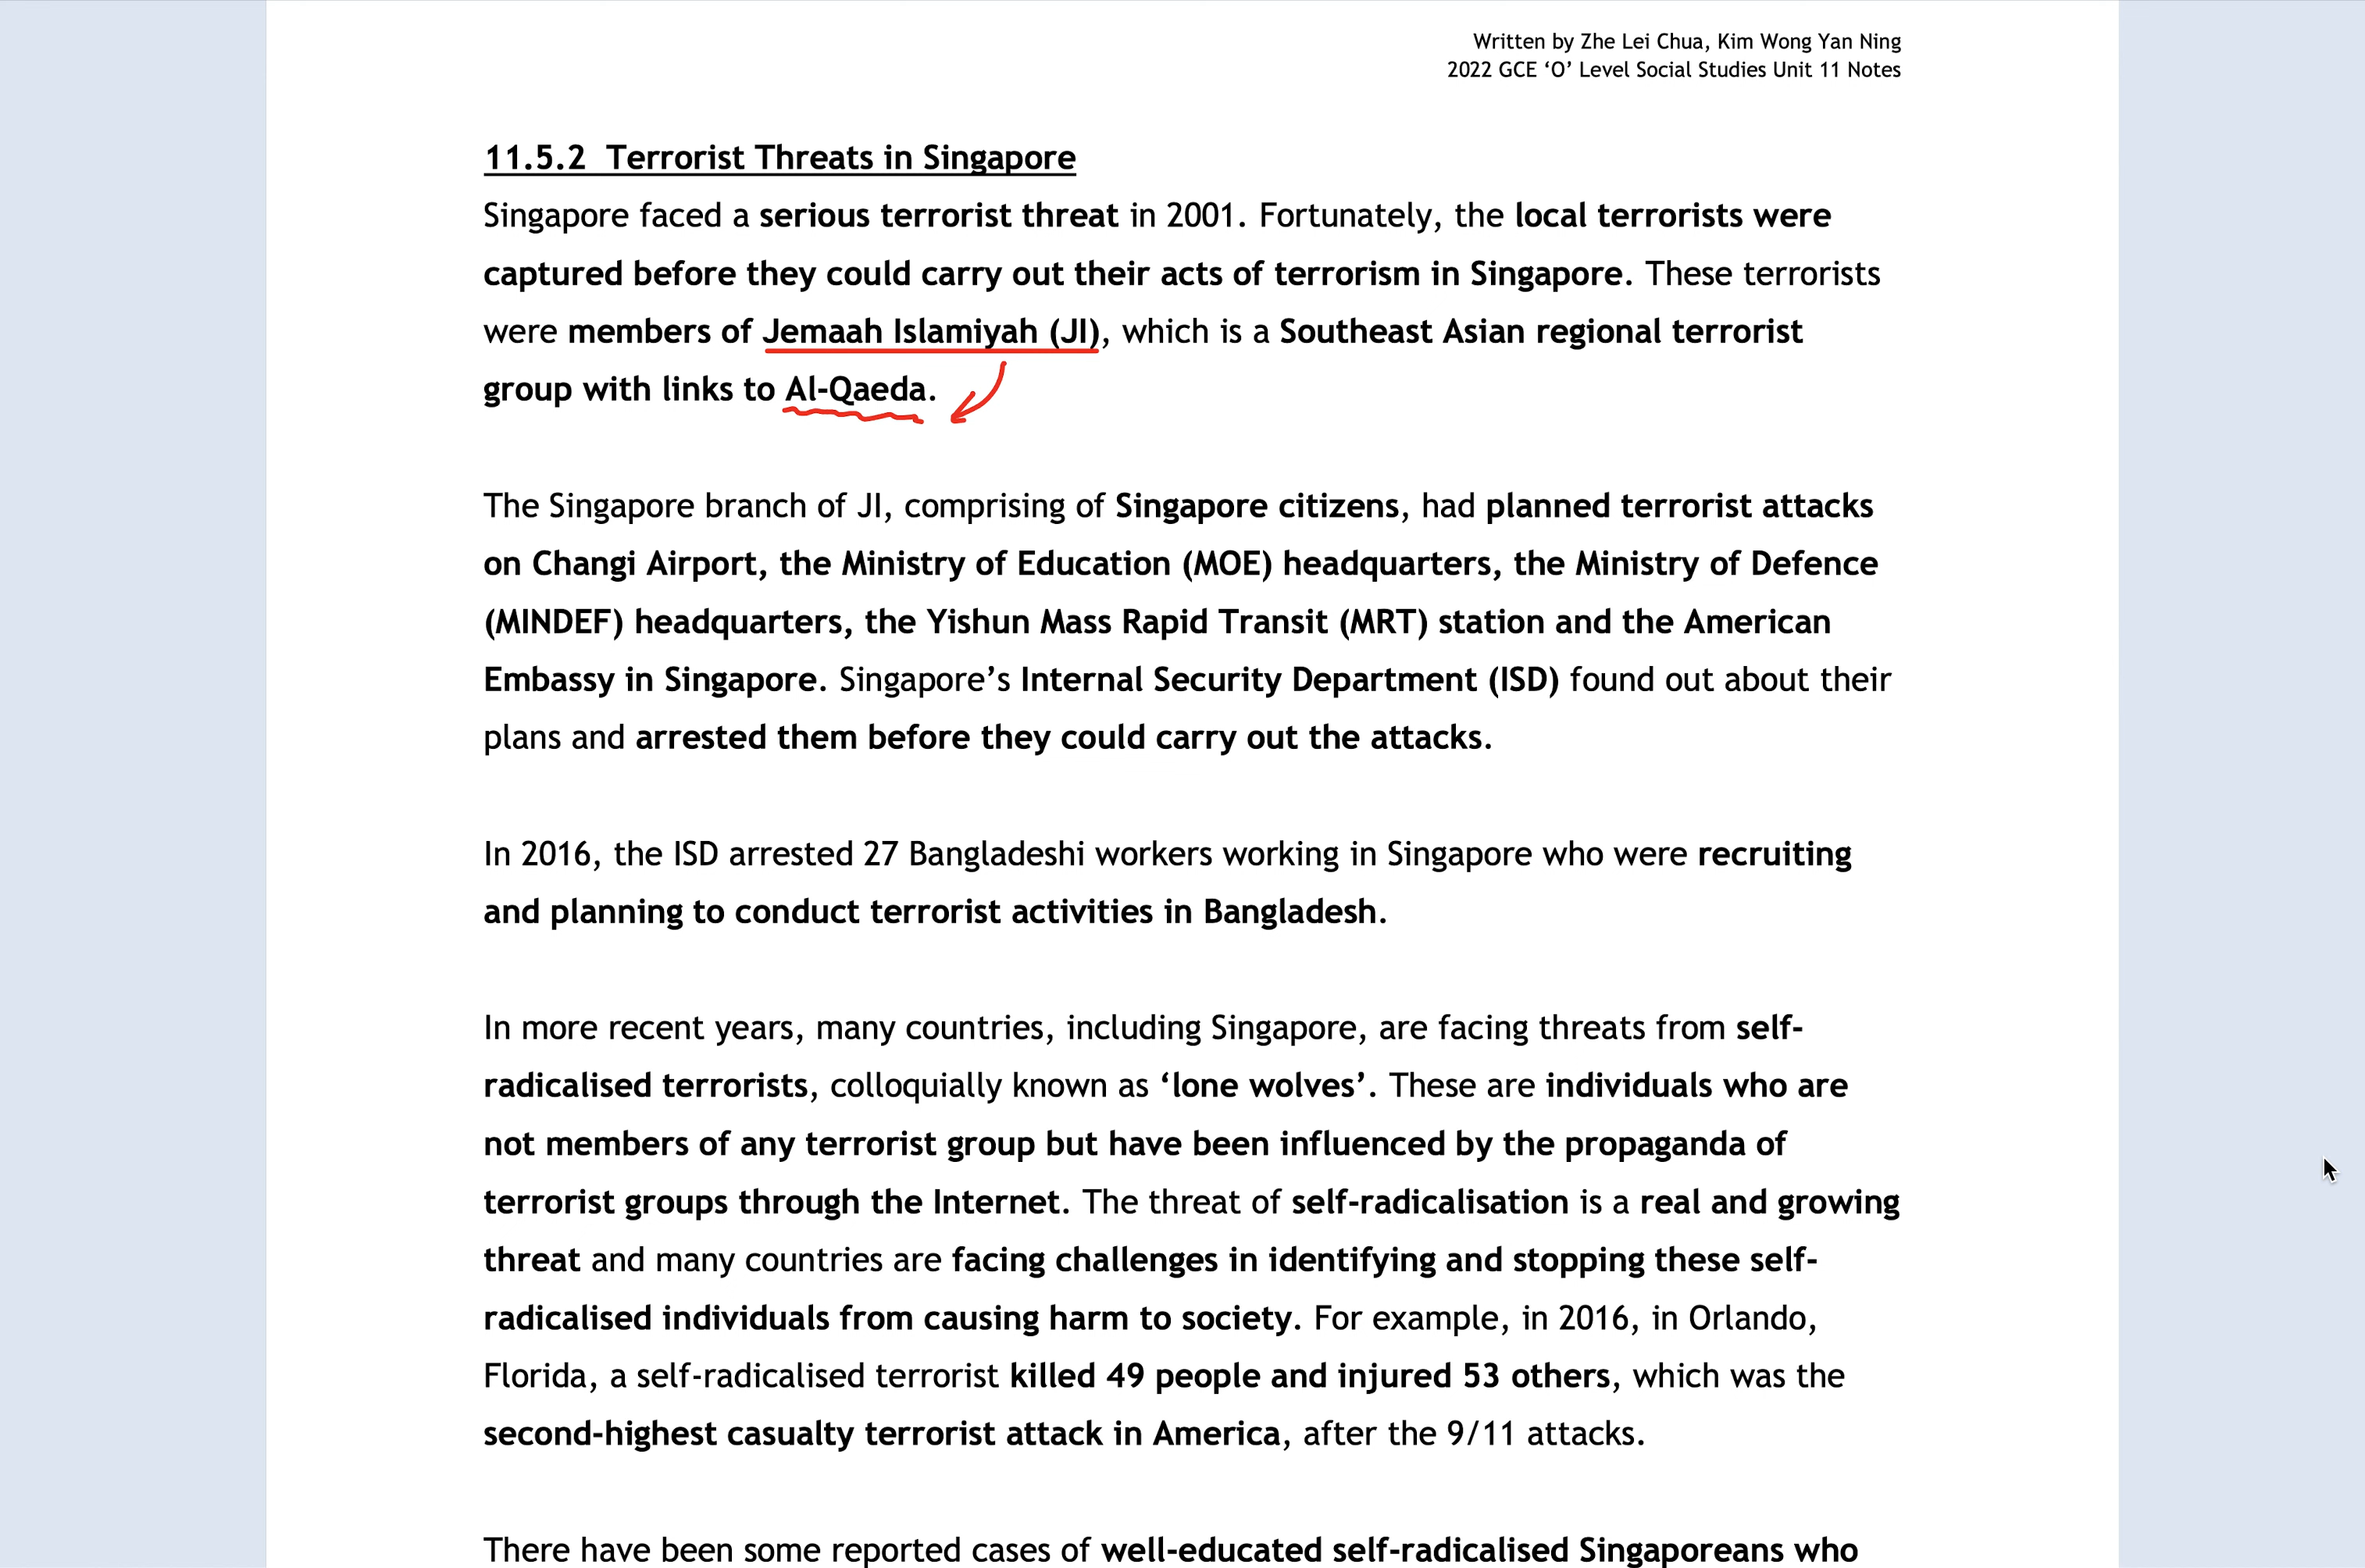 Written by Zhe Lei Chua, Kim Wong Yan Ning
2022 GCE ‘O’ Level Social Studies Unit 11 Notes
11.5.2 Terrorist Threats in Singapore
Singapore faced a serious terrorist threat in 2001. Fortunately, the local terrorists were
captured before they could carry out their acts of terrorism in Singapore. These terrorists
were members of Jemaah Islamiyah (JI), which is a Southeast Asian regional terrorist
group with links to Al-Qaeda.
The Singapore branch of JI, comprising of Singapore citizens, had planned terrorist attacks
on Changi Airport, the Ministry of Education (MOE) headquarters, the Ministry of Defence
(MINDEF) headquarters, the Yishun Mass Rapid Transit (MRT) station and the American
Embassy in Singapore. Singapore’s Internal Security Department (ISD) found out about their
plans and arrested them before they could carry out the attacks.
In 2016, the ISD arrested 27 Bangladeshi workers working in Singapore who were recruiting
and planning to conduct terrorist activities in Bangladesh.
In more recent years, many countries, including Singapore, are facing threats from self-
radicalised terrorists, colloquially known as ‘lone wolves’. These are individuals who are
not members of any terrorist group but have been influenced by the propaganda of
terrorist groups through the Internet. The threat of self-radicalisation is a real and growing
threat and many countries are facing challenges in identifying and stopping these self-
radicalised individuals from causing harm to society. For example, in 2016, in Orlando,
Florida, a self-radicalised terrorist killed 49 people and injured 53 others, which was the
second-highest casualty terrorist attack in America, after the 9/11 attacks.
There have been some reported cases of well-educated self-radicalised Singaporeans who